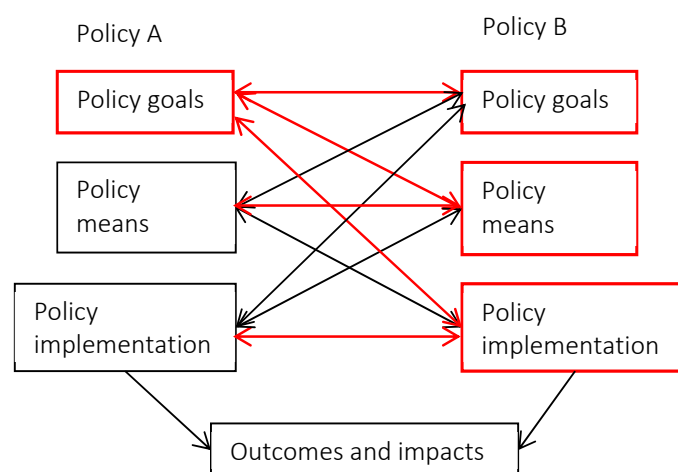 Policy A
Policy B
Policy goals
Policy goals
Policy
means
Policy
means
Policy
implementation
Policy
implementation
Outcomes and impacts